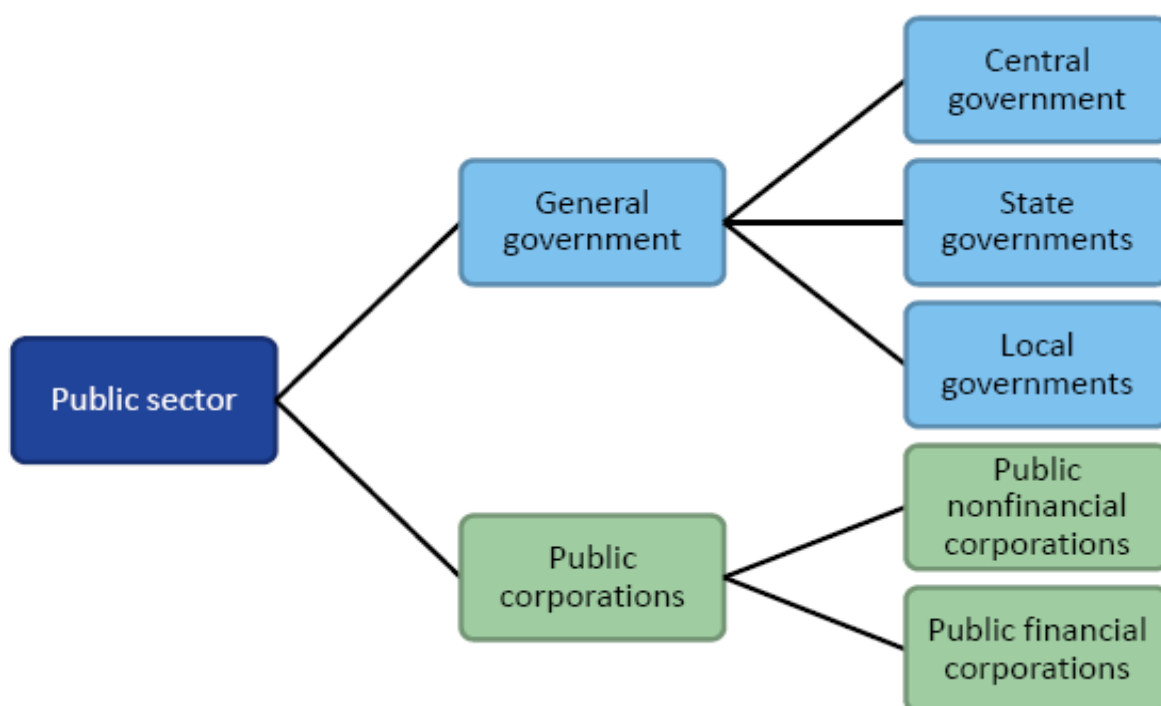 Central
government
General
government
State
governments
Local
governments
Public sector
Public
nonfinancial
corporations
Public
corporations
Public financial
corporations